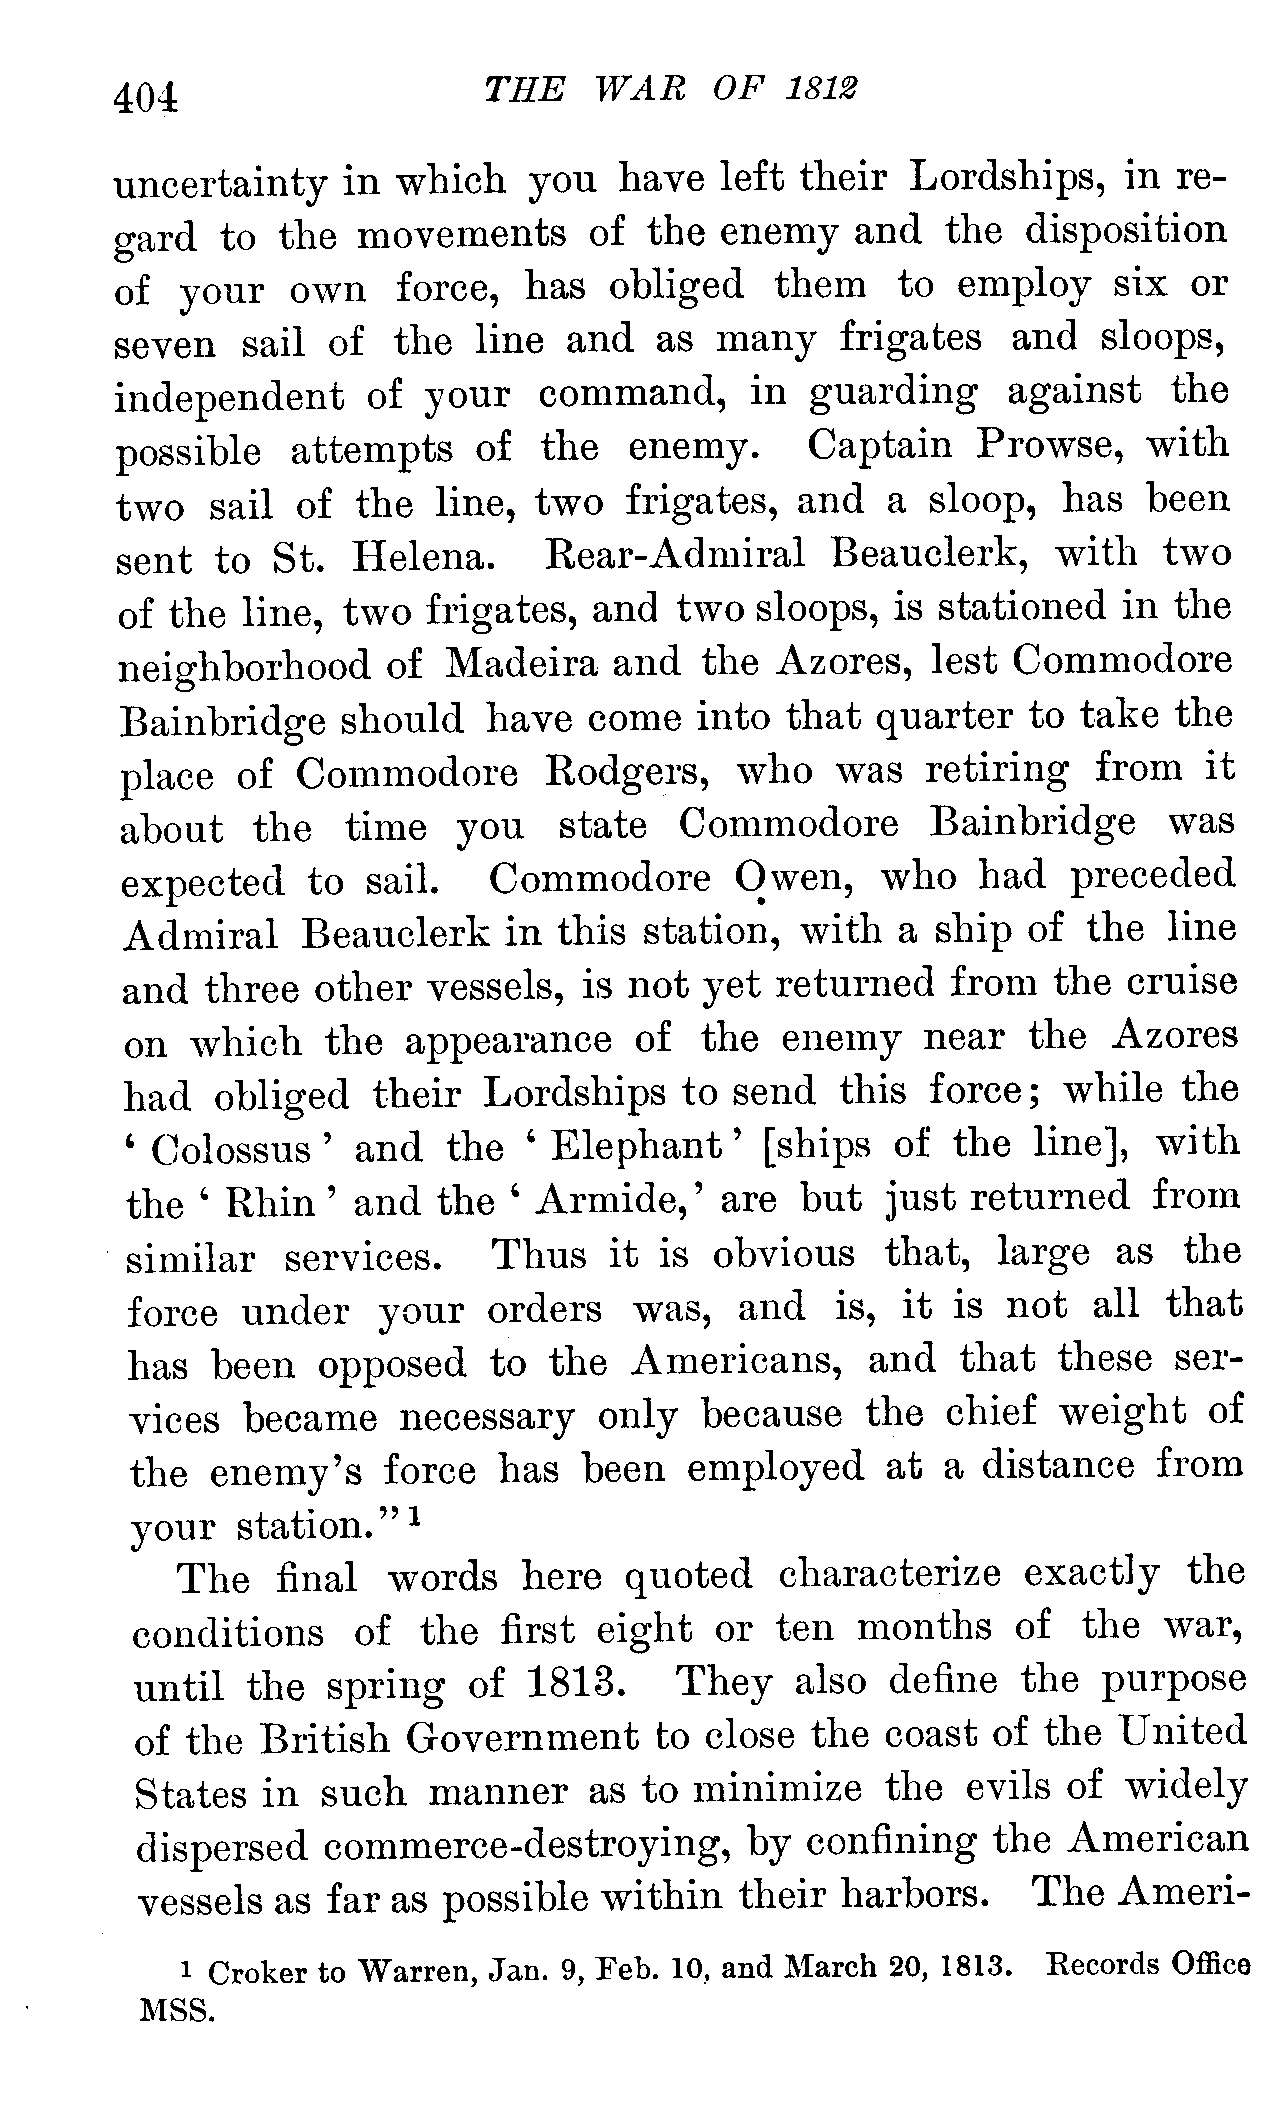 404 THE WAR OF 1812
uncertainty in which you have left their Lordships, in re-
gard to the movements of the enemy and the disposition
of your own force, has obliged them to employ six or
seven sail of the line and as many frigates and sloops,
independent of your command, in guarding against the
possible attempts of the enemy. Captain Prowse, with
two sail of the line, two frigates, and a sloop, has been
sent to St. Helena. Rear-Admiral Beauclerk, with two
of the line, two frigates, and two sloops, is stationed in the
neighborhood of Madeira and the Azores, lest Commodore
Bainbridge should have come into that quarter to take the
place of Commodore Rodgers, who was retiring from it
about the time you state Commodore Bainbridge was
expected to sail. Commodore Owen, who had preceded
Admiral Beauclerk in this station, with a ship of the line
and three other vessels, is not yet returned from the cruise
on which the appearance of the enemy near the Azores
had obliged their Lordships to send this force; while the
‘ Colossus ’ and the ‘ Elephant ’ [ships of the line], with
the ‘ Rhin ’ and the ‘ Armide,’ are but just returned from
similar services. Thus it is obvious that, large as the
force under your orders was, and is, it is not all that
has been opposed to the Americans, and that these ser-
vices became necessary only because the chief weight of
the enemy’s force has been employed at a distance from
your station.” 1
The final words here quoted characterize exactly the
conditions of the first eight or ten months of the war,
until the spring of 1813. They also define the purpose
of the British Government to close the coast of the United
States in such manner as to minimize the evils of widely
dispersed commerce-destroying, by confining the American
vessels as far as possible within their harbors. The Ameri-
1 Croker to Warren, Jan. 9, Feb. 10, and March 20, 1813. Records Office
MSS.